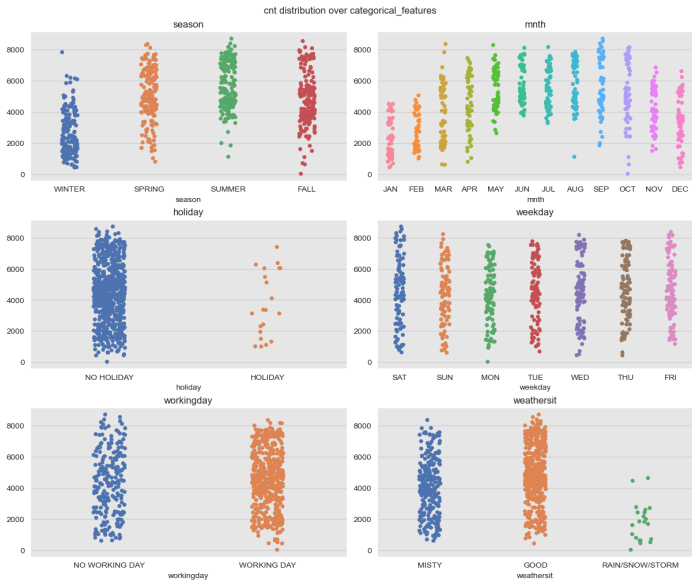 cnt distribution over categorical_features
season
8000
6000
4000
2000
0
WINTER SPRING SUMMER FALL
season
mnth
8000
6000
4000
2000
0
JAN FEB MAR APR MAY JUN JUL AUG SEP OCT NOV DEC
mnth
holiday
8000
6000
4000
2000
0
NO HOLIDAY HOLIDAY
holiday
weekday
8000
6000
4000
2000
0
SAT SUN MON TUE WED THU FRI
weekday
workingday
8000
6000
4000
2000
0
NO WORKING DAY WORKING DAY
workingday
weathersit
8000
6000
4000
2000
0
MISTY GOOD RAIN/SNOW/STORM
weathersit